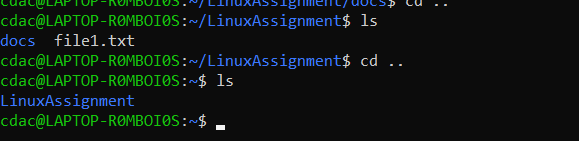 cdac@LAPTOP-R0MBOI0S:~/LinuxAssignment/docs$ cd ..
cdac@LAPTOP-R0MBOI0S:~/LinuxAssignment$ ls
docs  file1.txt
cdac@LAPTOP-R0MBOI0S:~/LinuxAssignment$ cd ..
cdac@LAPTOP-R0MBOI0S:~$ ls
LinuxAssignment
cdac@LAPTOP-R0MBOI0S:~$